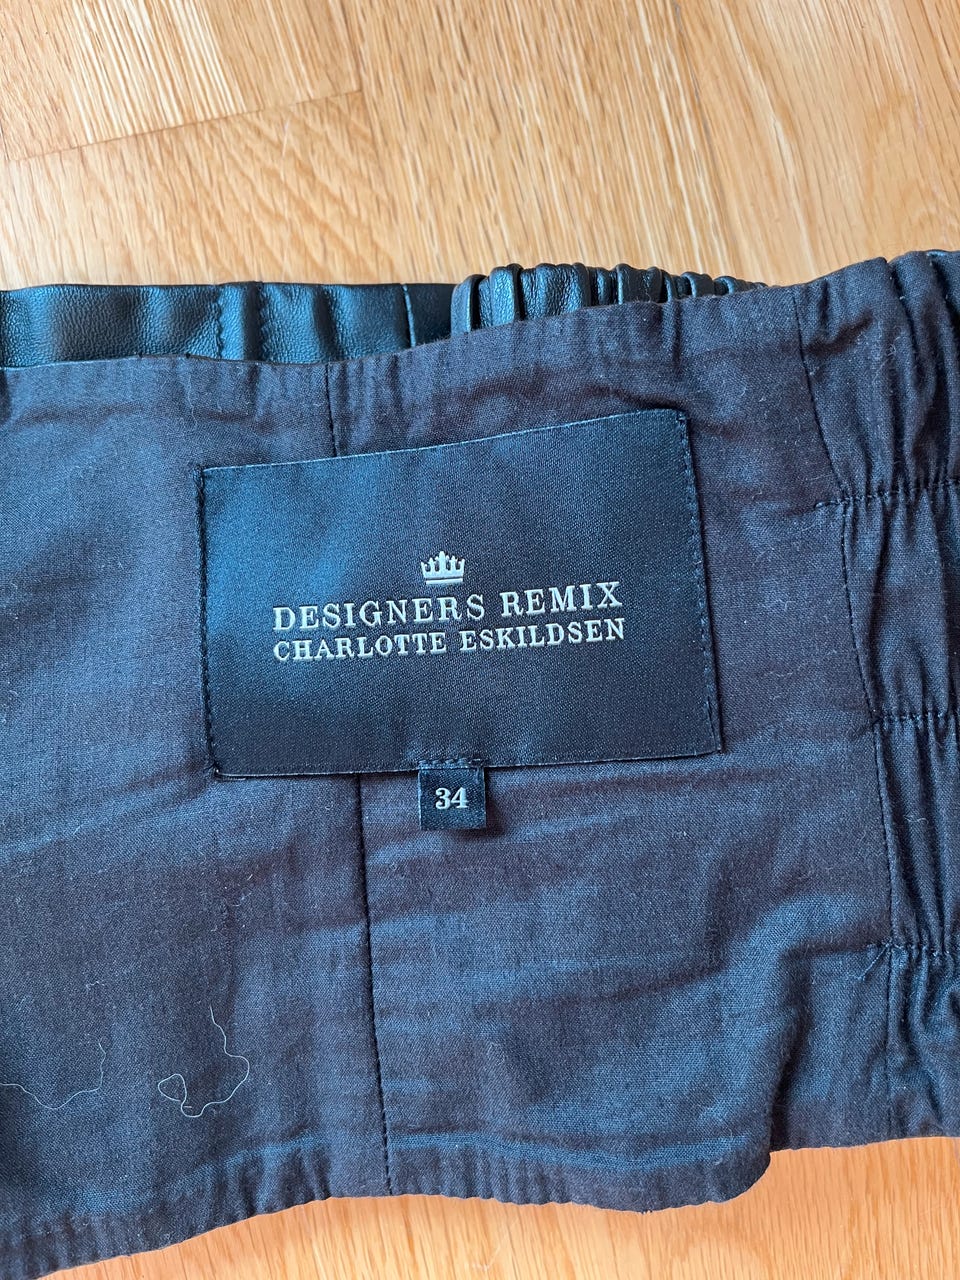 DESIGNERS REMIX
CHARLOTTE ESKILDSEN
34